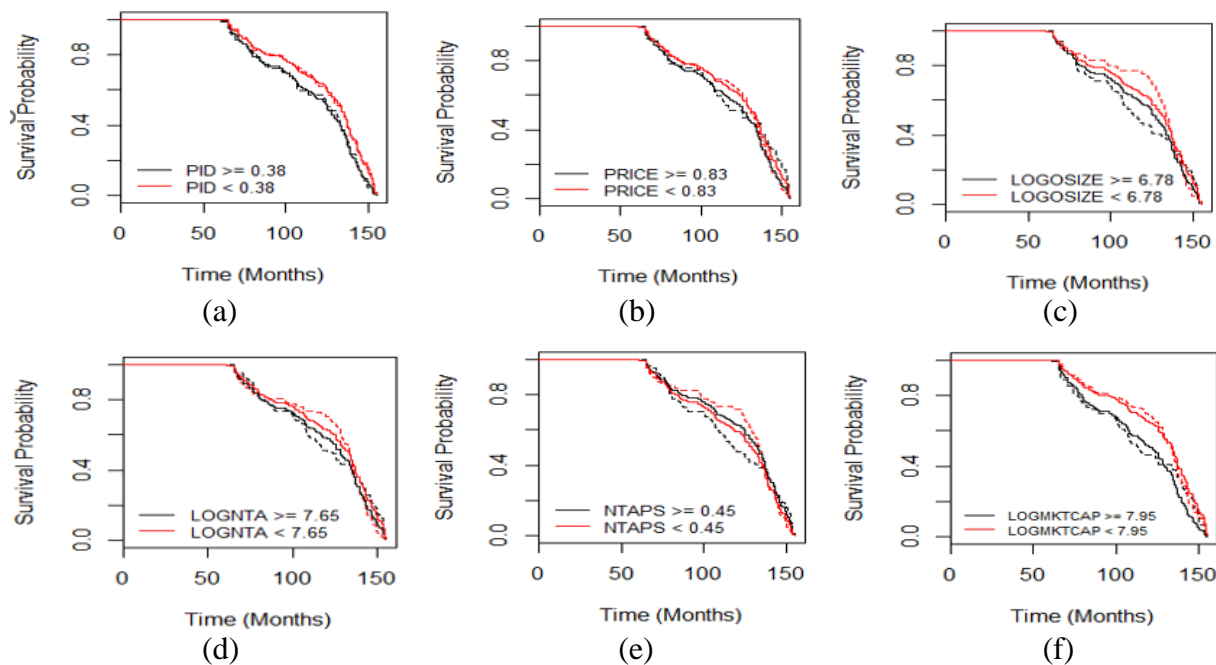 Survival Probability
0.8
0.4
0.0
PID >= 0.38
PID < 0.38
0 50 100 150
Time (Months)
(a)
Survival Probability
0.8
0.4
0.0
PRICE >= 0.83
PRICE < 0.83
0 50 100 150
Time (Months)
(b)
Survival Probability
0.8
0.4
0.0
LOGOSIZE >= 6.78
LOGOSIZE < 6.78
0 50 100 150
Time (Months)
(c)
Survival Probability
0.8
0.4
0.0
LOGNTA >= 7.65
LOGNTA < 7.65
0 50 100 150
Time (Months)
(d)
Survival Probability
0.8
0.4
0.0
NTAPS >= 0.45
NTAPS < 0.45
0 50 100 150
Time (Months)
(e)
Survival Probability
0.8
0.4
0.0
LOGMKTCAP >= 7.95
LOGMKTCAP < 7.95
0 50 100 150
Time (Months)
(f)